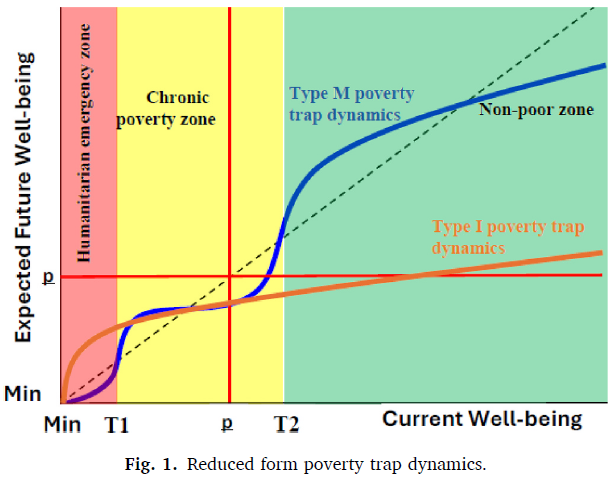 Expected Future Well-being
Humanitarian emergency zone
Chronic
poverty zone
Type M poverty
trap dynamics
Non-poor zone
Type I poverty trap
dynamics
p
Min
Min
T1
p
T2
Current Well-being
Fig. 1. Reduced form poverty trap dynamics.